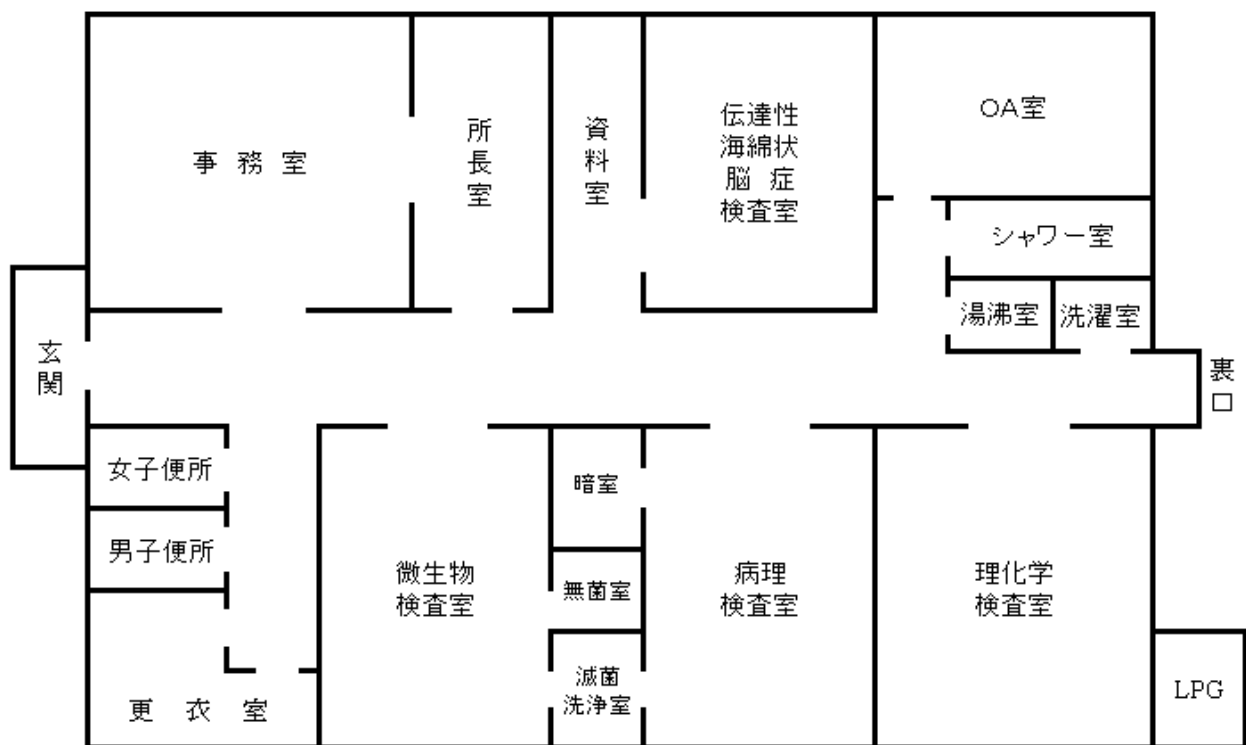 事務室
所長室
資料室
伝達性
海綿状
脳症
検査室
OA室
シャワー室
湯沸室
洗濯室
玄関
裏口
女子便所
男子便所
更衣室
微生物
検査室
暗室
無菌室
滅菌
洗浄室
病理
検査室
理化学
検査室
LPG